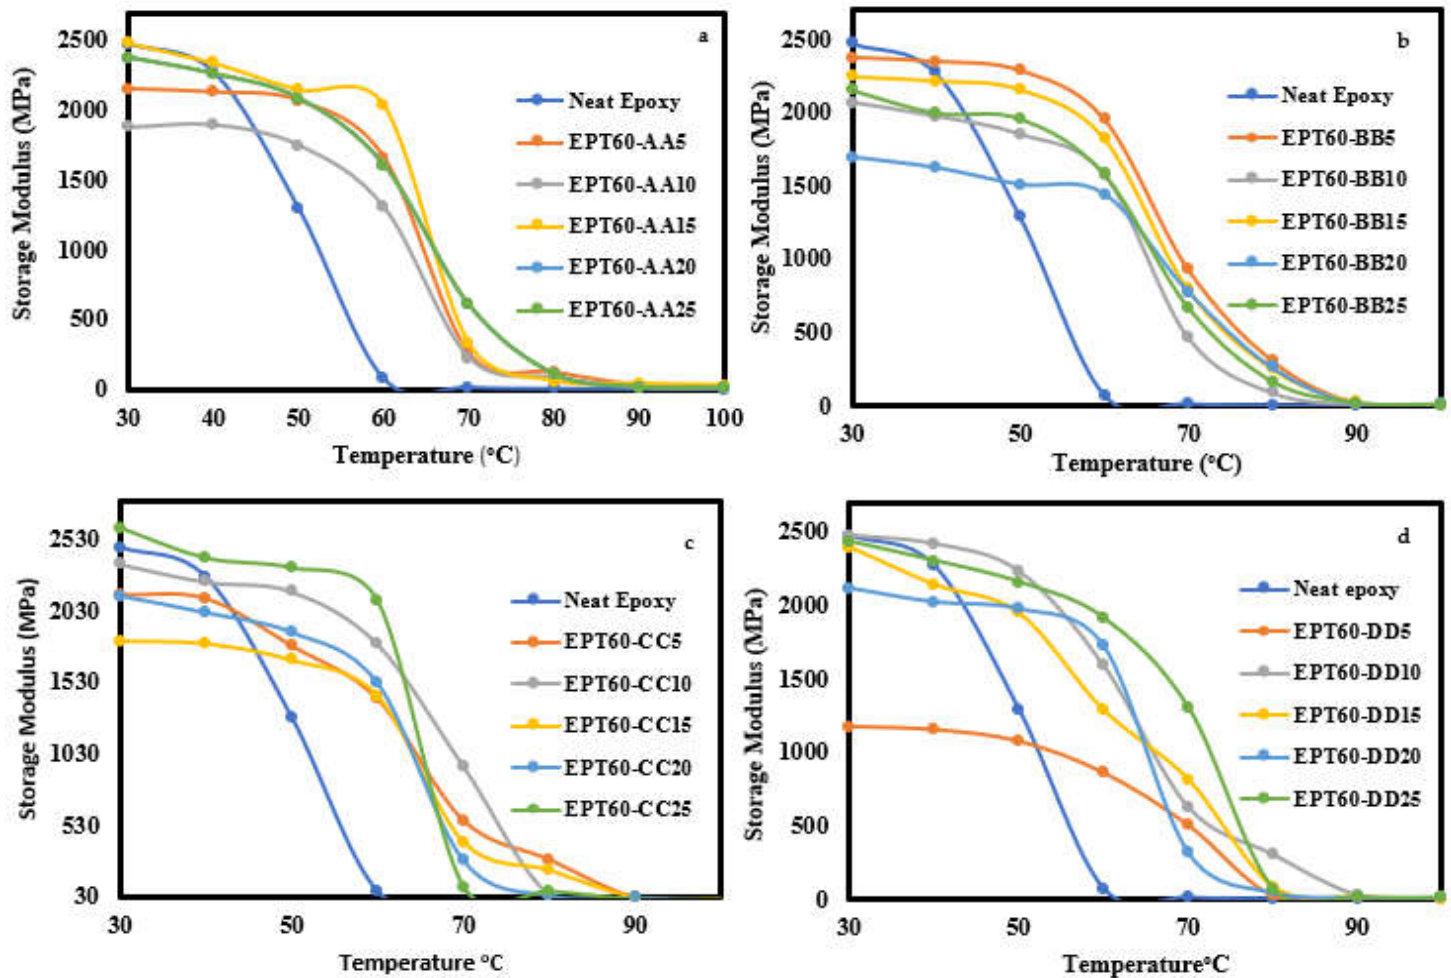 a
2500
2000
1500
1000
500
0
30 40 50 60 70 80 90 100
Storage Modulus (MPa)
Temperature (°C)
Neat Epoxy
EPT60-AA5
EPT60-AA10
EPT60-AA15
EPT60-AA20
EPT60-AA25
b
2500
2000
1500
1000
500
0
30 50 70 90
Storage Modulus (MPa)
Temperature (°C)
Neat Epoxy
EPT60-BB5
EPT60-BB10
EPT60-BB15
EPT60-BB20
EPT60-BB25
c
2530
2030
1530
1030
530
30
30 50 70 90
Storage Modulus (MPa)
Temperature °C
Neat Epoxy
EPT60-CC5
EPT60-CC10
EPT60-CC15
EPT60-CC20
EPT60-CC25
d
2500
2000
1500
1000
500
0
30 50 70 90
Storage Modulus (MPa)
Temperature°C
Neat epoxy
EPT60-DD5
EPT60-DD10
EPT60-DD15
EPT60-DD20
EPT60-DD25